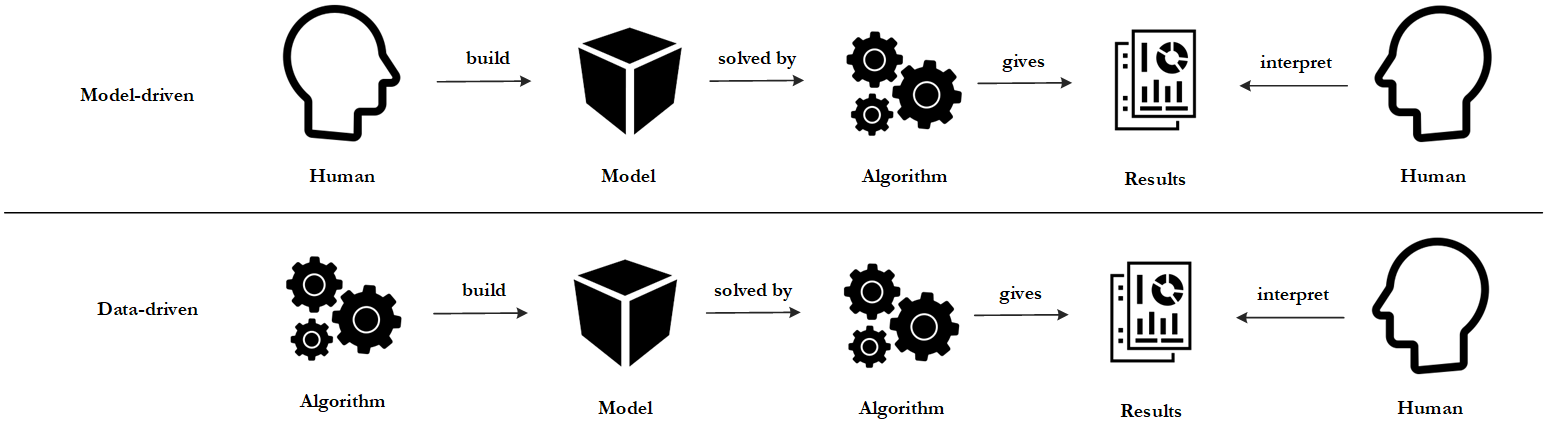 build
solved by
gives
interpret
Model-driven
Human
Model
Algorithm
Results
Human
build
solved by
gives
interpret
Data-driven
Algorithm
Model
Algorithm
Results
Human